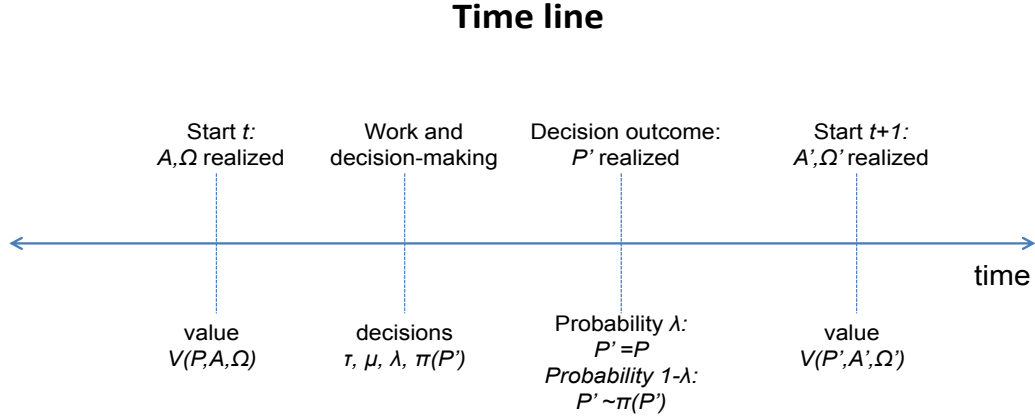 Time line
Start t:
A,Ω realized
Work and
decision-making
Decision outcome:
P’ realized
Start t+1:
A’,Ω’ realized
time
value
V(P,A,Ω)
decisions
τ, μ, λ, π(P’)
Probability λ:
P’ =P
Probability 1-λ:
P’ ~π(P’)
value
V(P’,A’,Ω’)